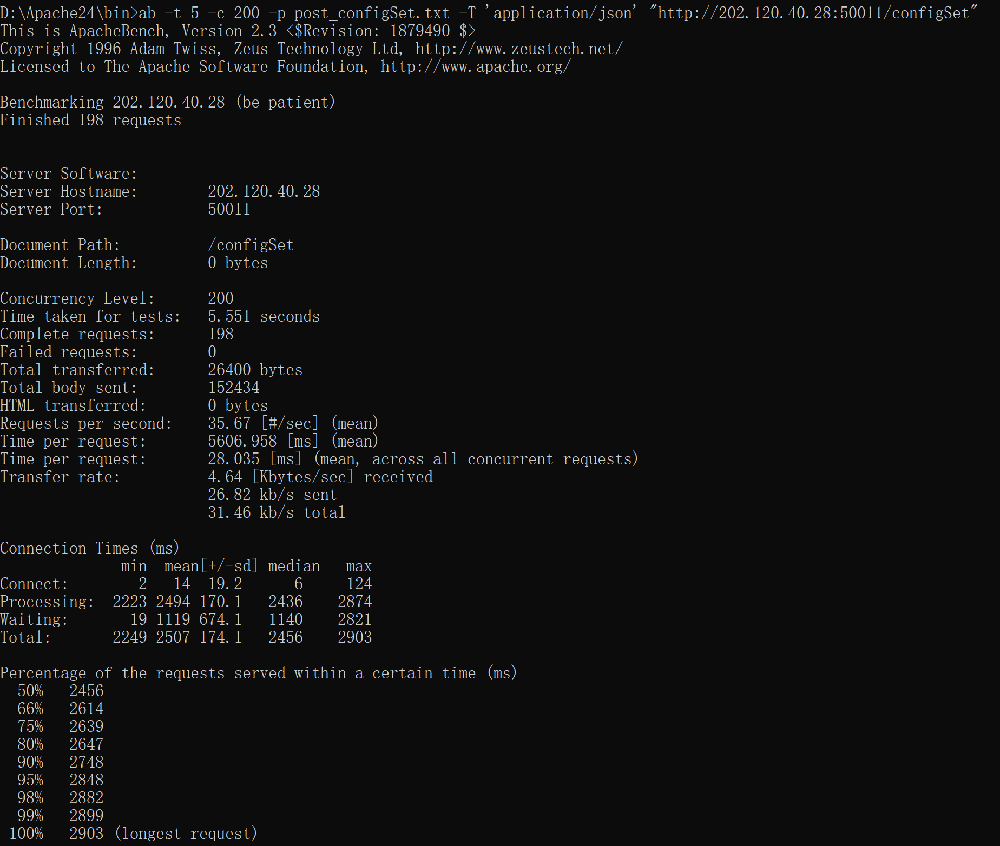 D:\Apache24\bin>ab -t 5 -c 200 -p post_configSet.txt -T 'application/json' "http://202.120.40.28:50011/configSet"
This is ApacheBench, Version 2.3 <$Revision: 1879490 $>
Copyright 1996 Adam Twiss, Zeus Technology Ltd, http://www.zeustech.net/
Licensed to The Apache Software Foundation, http://www.apache.org/

Benchmarking 202.120.40.28 (be patient)
Finished 198 requests


Server Software:
Server Hostname:        202.120.40.28
Server Port:            50011

Document Path:          /configSet
Document Length:        0 bytes

Concurrency Level:      200
Time taken for tests:   5.551 seconds
Complete requests:      198
Failed requests:        0
Total transferred:      26400 bytes
Total body sent:        152434
HTML transferred:       0 bytes
Requests per second:    35.67 [#/sec] (mean)
Time per request:       5606.958 [ms] (mean)
Time per request:       28.035 [ms] (mean, across all concurrent requests)
Transfer rate:          4.64 [Kbytes/sec] received
                        26.82 kb/s sent
                        31.46 kb/s total

Connection Times (ms)
              min  mean[+/-sd] median   max
Connect:        2   14  19.2      6     124
Processing:  2223 2494 170.1   2436    2874
Waiting:       19 1119 674.1   1140    2821
Total:       2249 2507 174.1   2456    2903

Percentage of the requests served within a certain time (ms)
  50%   2456
  66%   2614
  75%   2639
  80%   2647
  90%   2748
  95%   2848
  98%   2882
  99%   2899
 100%   2903 (longest request)